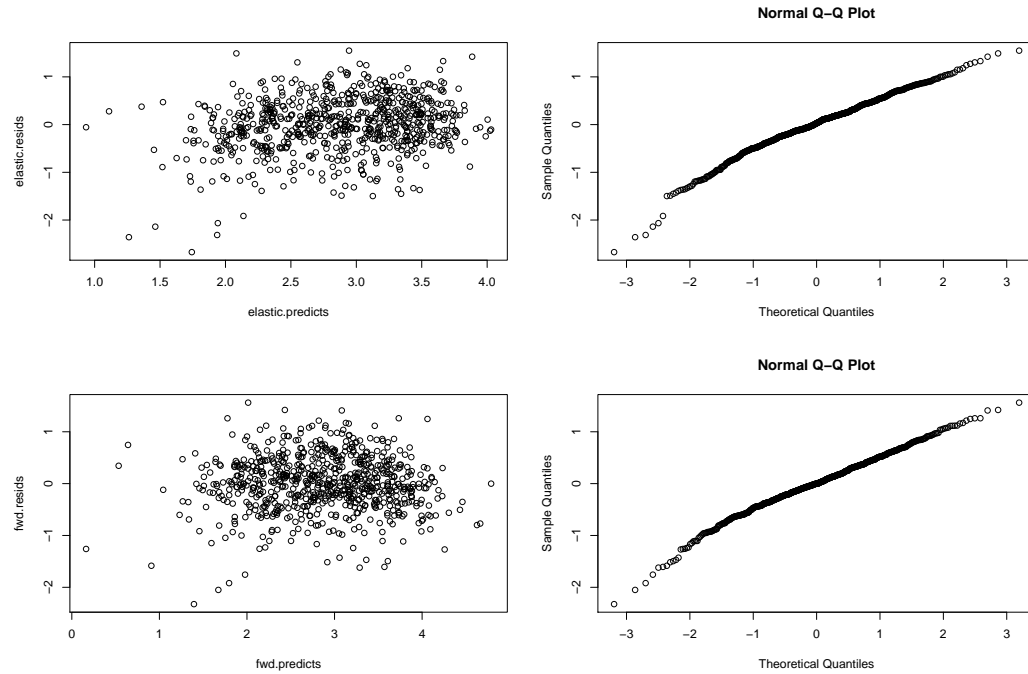 Normal Q−Q Plot
1
0
−1
−2
elastic.resids
1.0 1.5 2.0 2.5 3.0 3.5 4.0
elastic.predicts
1
0
−1
−2
Sample Quantiles
−3 −2 −1 0 1 2 3
Theoretical Quantiles
Normal Q−Q Plot
1
0
−1
−2
fwd.resids
0 1 2 3 4
fwd.predicts
1
0
−1
−2
Sample Quantiles
−3 −2 −1 0 1 2 3
Theoretical Quantiles